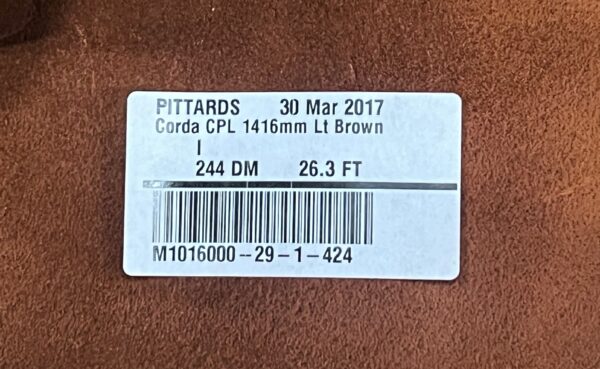 PITTARDS 30 Mar 2017
Corda CPL 1416mm Lt Brown
I
244 DM 26.3 FT
M1016000--29-1-424